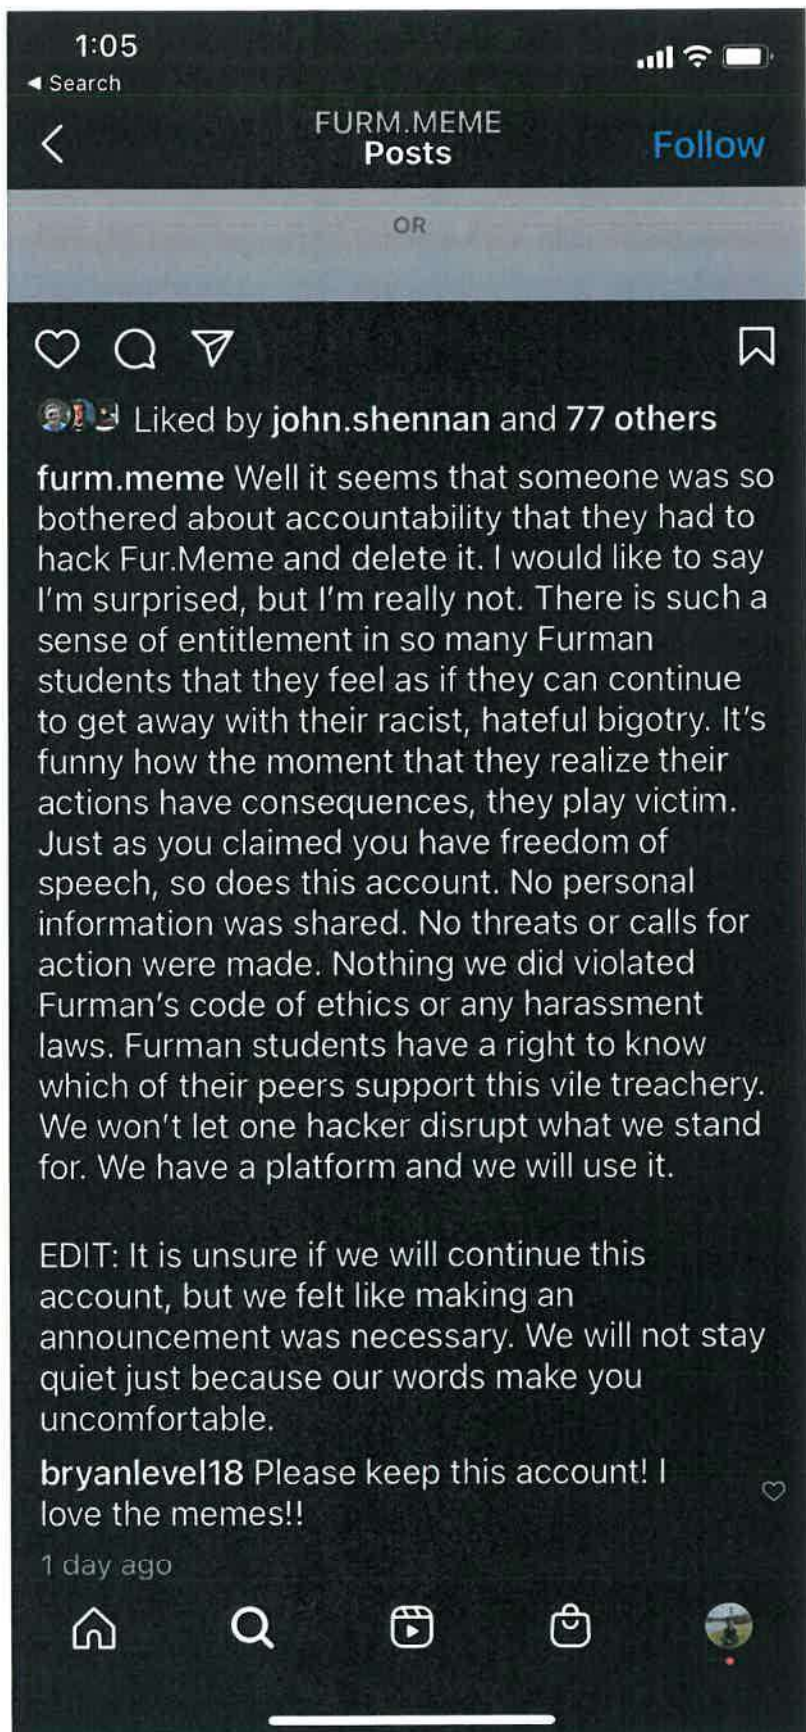 1:05
◀ Search
FURM.MEME
Posts
Follow
OR
Liked by john.shennan and 77 others
furm.meme Well it seems that someone was so
bothered about accountability that they had to
hack Fur.Meme and delete it. I would like to say
I'm surprised, but I'm really not. There is such a
sense of entitlement in so many Furman
students that they feel as if they can continue
to get away with their racist, hateful bigotry. It's
funny how the moment that they realize their
actions have consequences, they play victim.
Just as you claimed you have freedom of
speech, so does this account. No personal
information was shared. No threats or calls for
action were made. Nothing we did violated
Furman's code of ethics or any harassment
laws. Furman students have a right to know
which of their peers support this vile treachery.
We won't let one hacker disrupt what we stand
for. We have a platform and we will use it.
EDIT: It is unsure if we will continue this
account, but we felt like making an
announcement was necessary. We will not stay
quiet just because our words make you
uncomfortable.
bryanlevel18 Please keep this account! I
love the memes!!
1 day ago